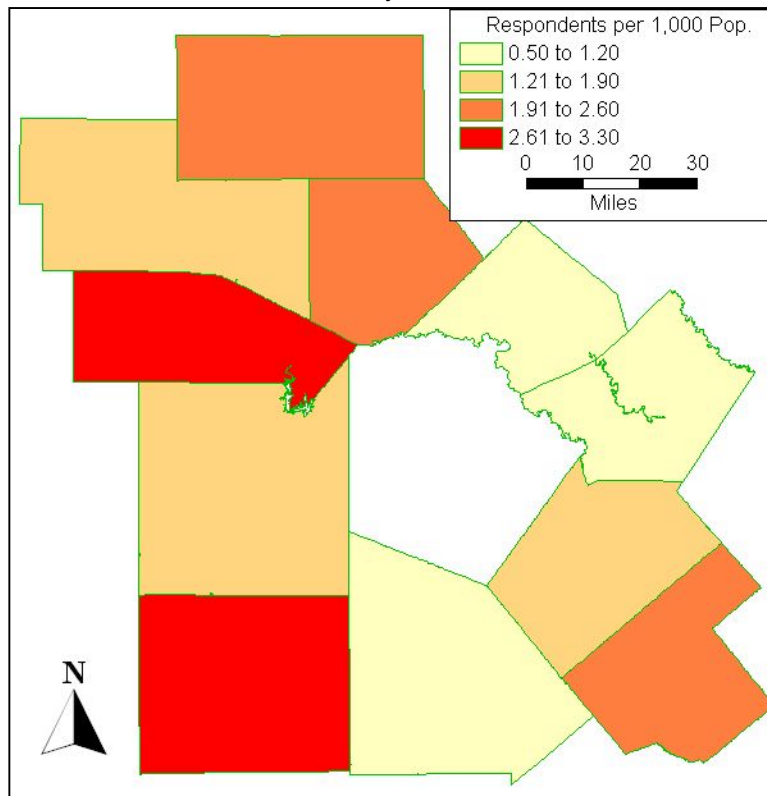 Respondents per 1,000 Pop.
0.50 to 1.20
1.21 to 1.90
1.91 to 2.60
2.61 to 3.30
0 10 20 30
Miles
N